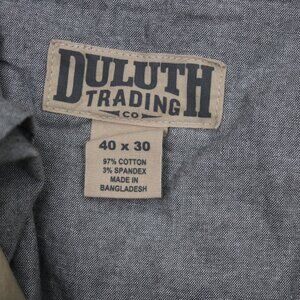 DULUTH
TRADING
CO
40 x 30
97% COTTON
3% SPANDEX
MADE IN
BANGLADESH